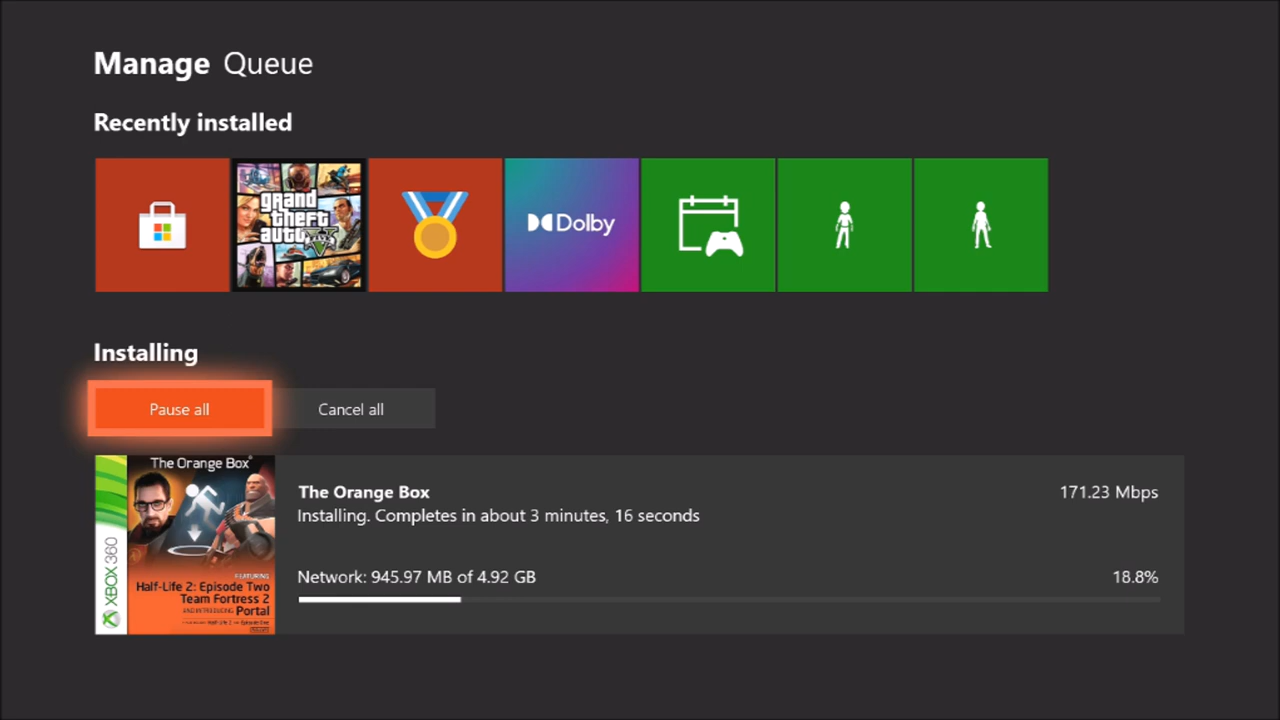 Manage Queue
Recently installed
grand
theft
auto
V
Dolby
Installing
Pause all
Cancel all
The Orange Box
XBOX 360
FEATURING
Half-Life 2: Episode Two
Team Fortress 2
AND INTRODUCING Portal
The Orange Box
171.23 Mbps
Installing. Completes in about 3 minutes, 16 seconds
Network: 945.97 MB of 4.92 GB
18.8%